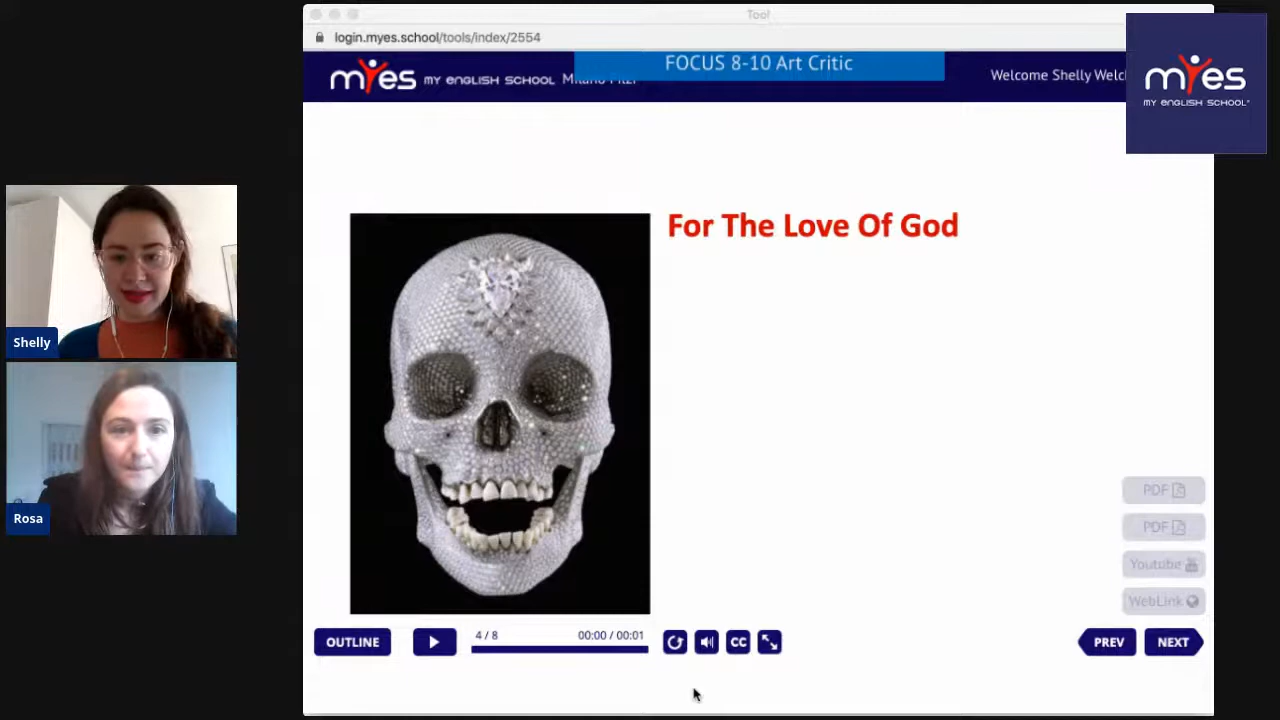 Tool
login.myes.school/tools/index/2554
FOCUS 8-10 Art Critic
myes MY ENGLISH SCHOOL
Welcome Shelly Welch
myes
MY ENGLISH SCHOOL
For The Love Of God
Shelly
Rosa
PDF
PDF
Youtube
WebLink
OUTLINE
4 / 8
00:00 / 00:01
CC
PREV
NEXT